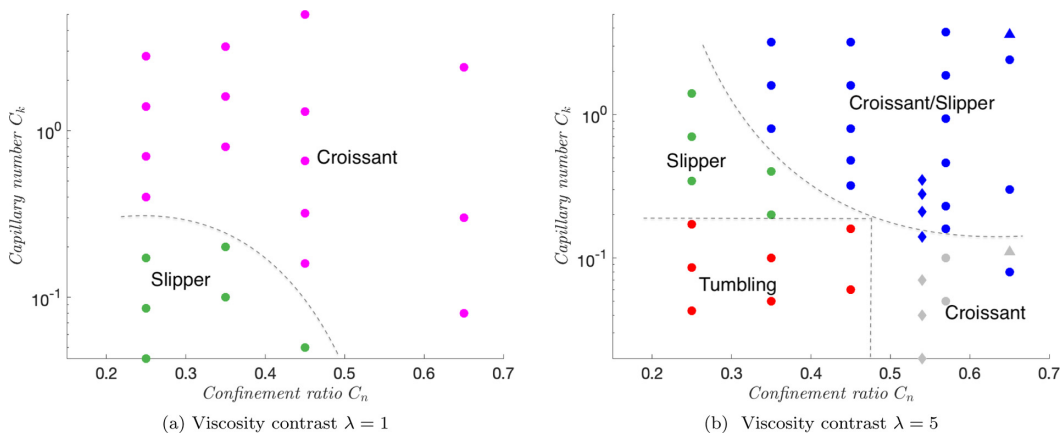 Capillary number C_k
10^0
10^-1
Croissant
Slipper
0.2 0.3 0.4 0.5 0.6 0.7
Confinement ratio C_n
(a) Viscosity contrast λ = 1
Capillary number C_k
10^0
10^-1
Croissant/Slipper
Slipper
Tumbling
Croissant
0.2 0.3 0.4 0.5 0.6 0.7
Confinement ratio C_n
(b) Viscosity contrast λ = 5